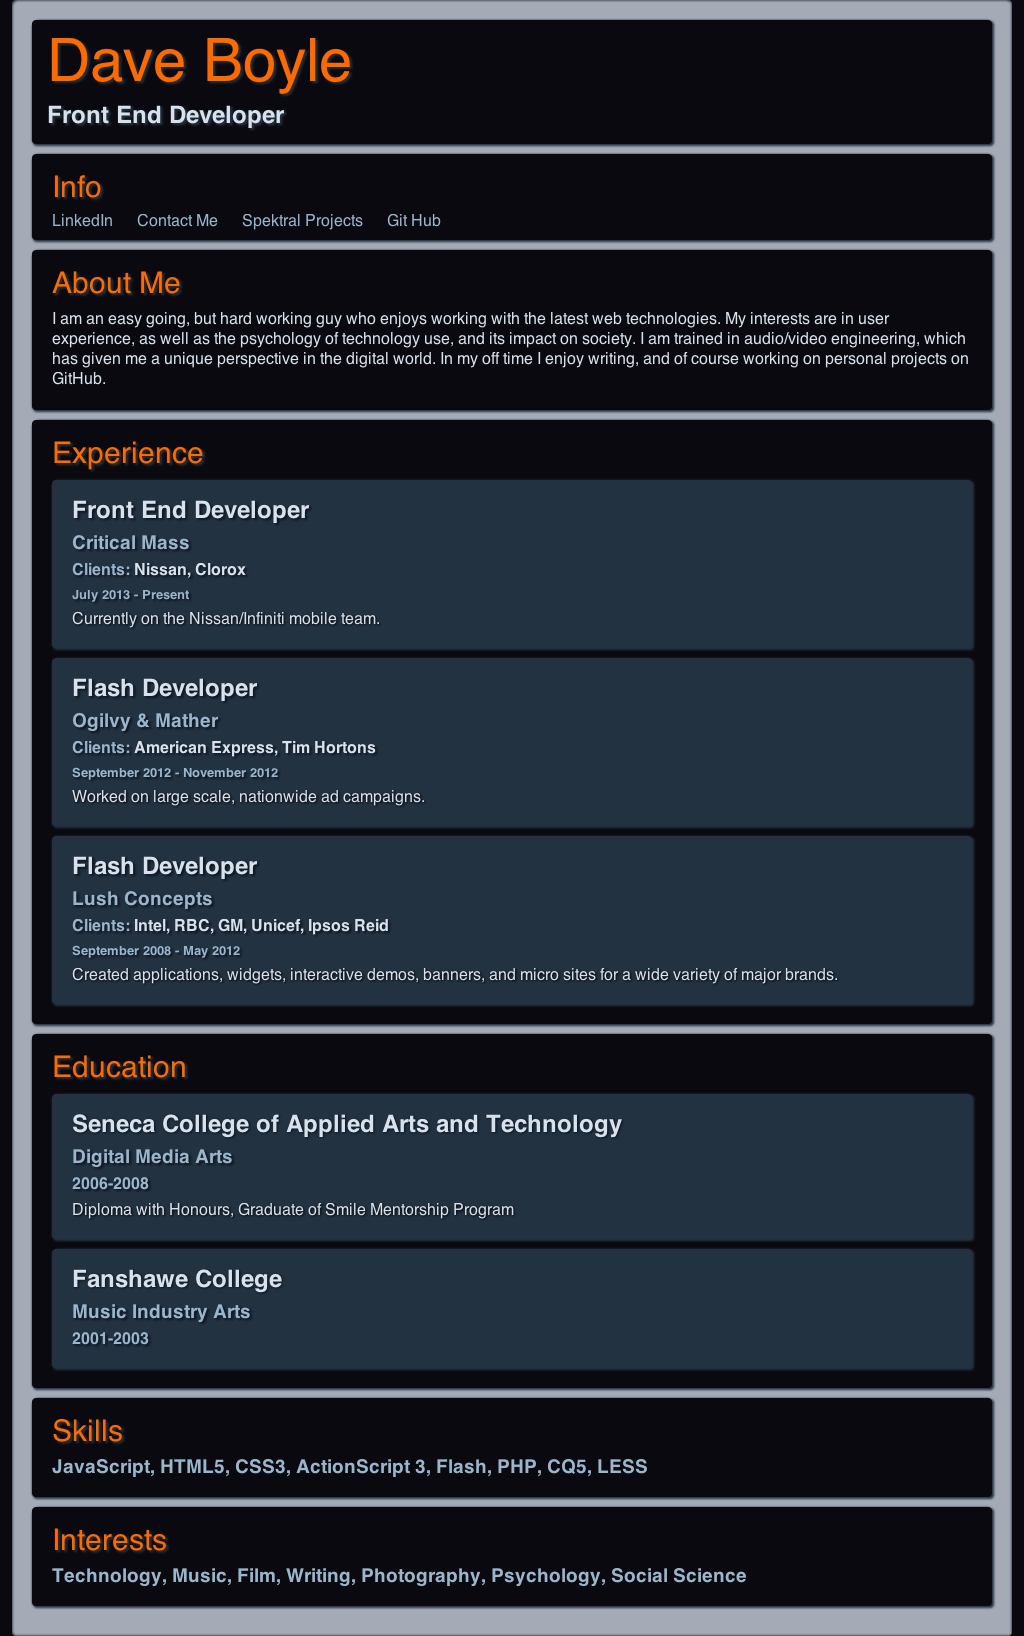 Dave Boyle
Front End Developer
Info
LinkedIn Contact Me Spektral Projects Git Hub
About Me
I am an easy going, but hard working guy who enjoys working with the latest web technologies. My interests are in user
experience, as well as the psychology of technology use, and its impact on society. I am trained in audio/video engineering, which
has given me a unique perspective in the digital world. In my off time I enjoy writing, and of course working on personal projects on
GitHub.
Experience
Front End Developer
Critical Mass
Clients: Nissan, Clorox
July 2013 - Present
Currently on the Nissan/Infiniti mobile team.
Flash Developer
Ogilvy & Mather
Clients: American Express, Tim Hortons
September 2012 - November 2012
Worked on large scale, nationwide ad campaigns.
Flash Developer
Lush Concepts
Clients: Intel, RBC, GM, Unicef, Ipsos Reid
September 2008 - May 2012
Created applications, widgets, interactive demos, banners, and micro sites for a wide variety of major brands.
Education
Seneca College of Applied Arts and Technology
Digital Media Arts
2006-2008
Diploma with Honours, Graduate of Smile Mentorship Program
Fanshawe College
Music Industry Arts
2001-2003
Skills
JavaScript, HTML5, CSS3, ActionScript 3, Flash, PHP, CQ5, LESS
Interests
Technology, Music, Film, Writing, Photography, Psychology, Social Science